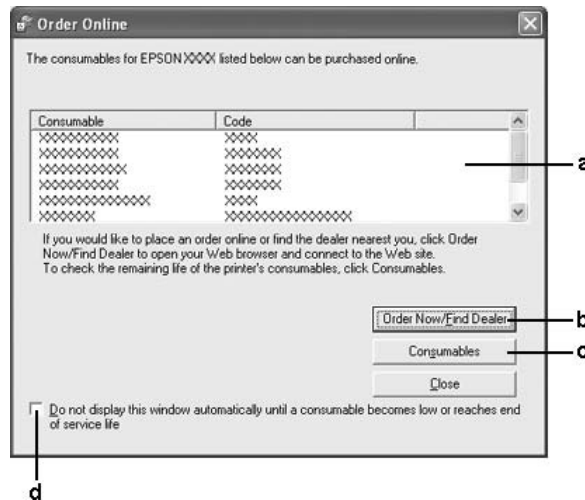 Order Online
The consumables for EPSON XXXX listed below can be purchased online.
Consumable Code
XXXXXXXXXX XXXX
XXXXXXXXXX XXXXXXX
XXXXXXXXXXX XXXXXXX
XXXXXXXXXX XXXXXXX
XXXXXXXXXXXXXX XXXX
XXXXXXX XXXXXXXXXXXXXXXX
a
If you would like to place an order online or find the dealer nearest you, click Order
Now/Find Dealer to open your Web browser and connect to the Web site.
To check the remaining life of the printer's consumables, click Consumables.
Order Now/Find Dealer
b
Consumables
c
Close
Do not display this window automatically until a consumable becomes low or reaches end
of service life
d